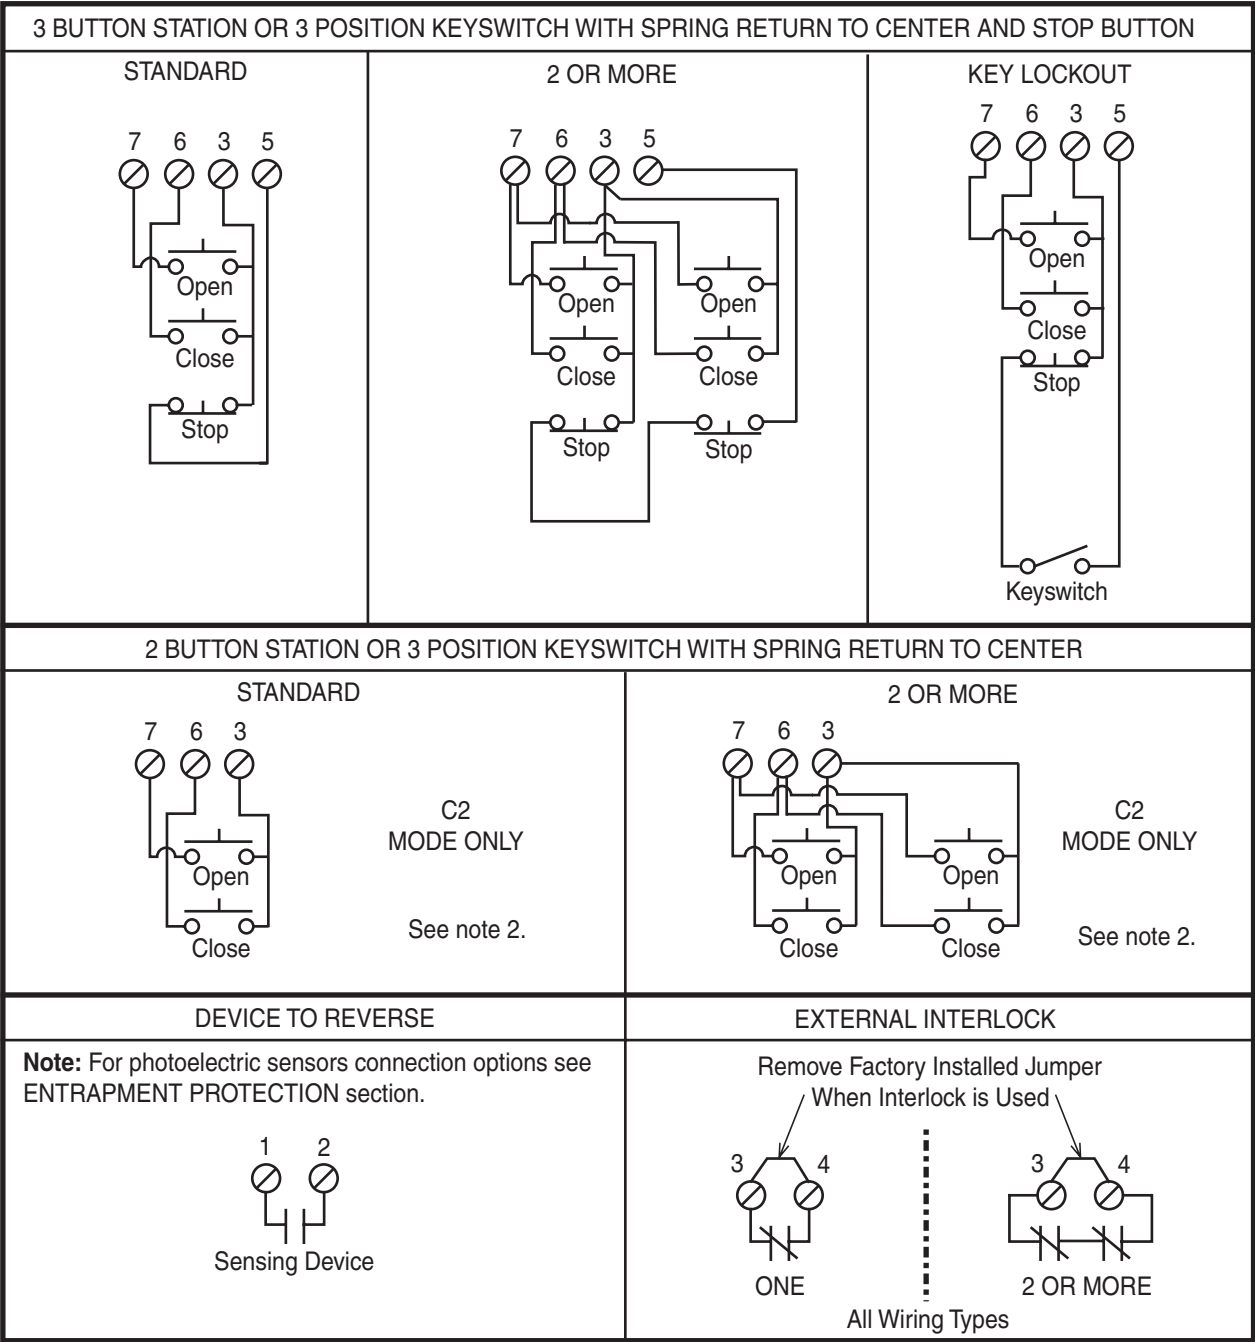 3 BUTTON STATION OR 3 POSITION KEYSWITCH WITH SPRING RETURN TO CENTER AND STOP BUTTON
STANDARD
7 6 3 5
Open
Close
Stop
2 OR MORE
7 6 3 5
Open Open
Close Close
Stop Stop
KEY LOCKOUT
7 6 3 5
Open
Close
Stop
Keyswitch
2 BUTTON STATION OR 3 POSITION KEYSWITCH WITH SPRING RETURN TO CENTER
STANDARD
7 6 3
Open
Close
C2
MODE ONLY
See note 2.
2 OR MORE
7 6 3
Open Open
Close Close
C2
MODE ONLY
See note 2.
DEVICE TO REVERSE
Note: For photoelectric sensors connection options see
ENTRAPMENT PROTECTION section.
1 2
Sensing Device
EXTERNAL INTERLOCK
Remove Factory Installed Jumper
When Interlock is Used
3 4
ONE
3 4
2 OR MORE
All Wiring Types